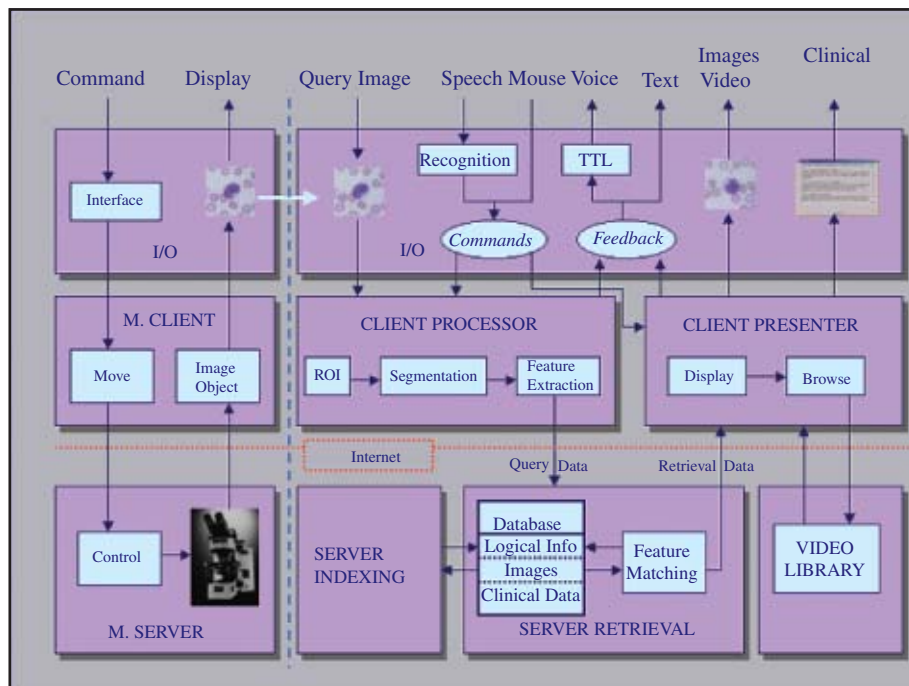 Command
Display
Query Image
Speech Mouse Voice
Text
Images
Video
Clinical
Interface
I/O
Recognition
TTL
Commands
Feedback
I/O
M. CLIENT
Move
Image
Object
CLIENT PROCESSOR
ROI
Segmentation
Feature
Extraction
CLIENT PRESENTER
Display
Browse
Internet
Query Data
Retrieval Data
Control
M. SERVER
SERVER
INDEXING
Database
Logical Info
Images
Clinical Data
Feature
Matching
SERVER RETRIEVAL
VIDEO
LIBRARY